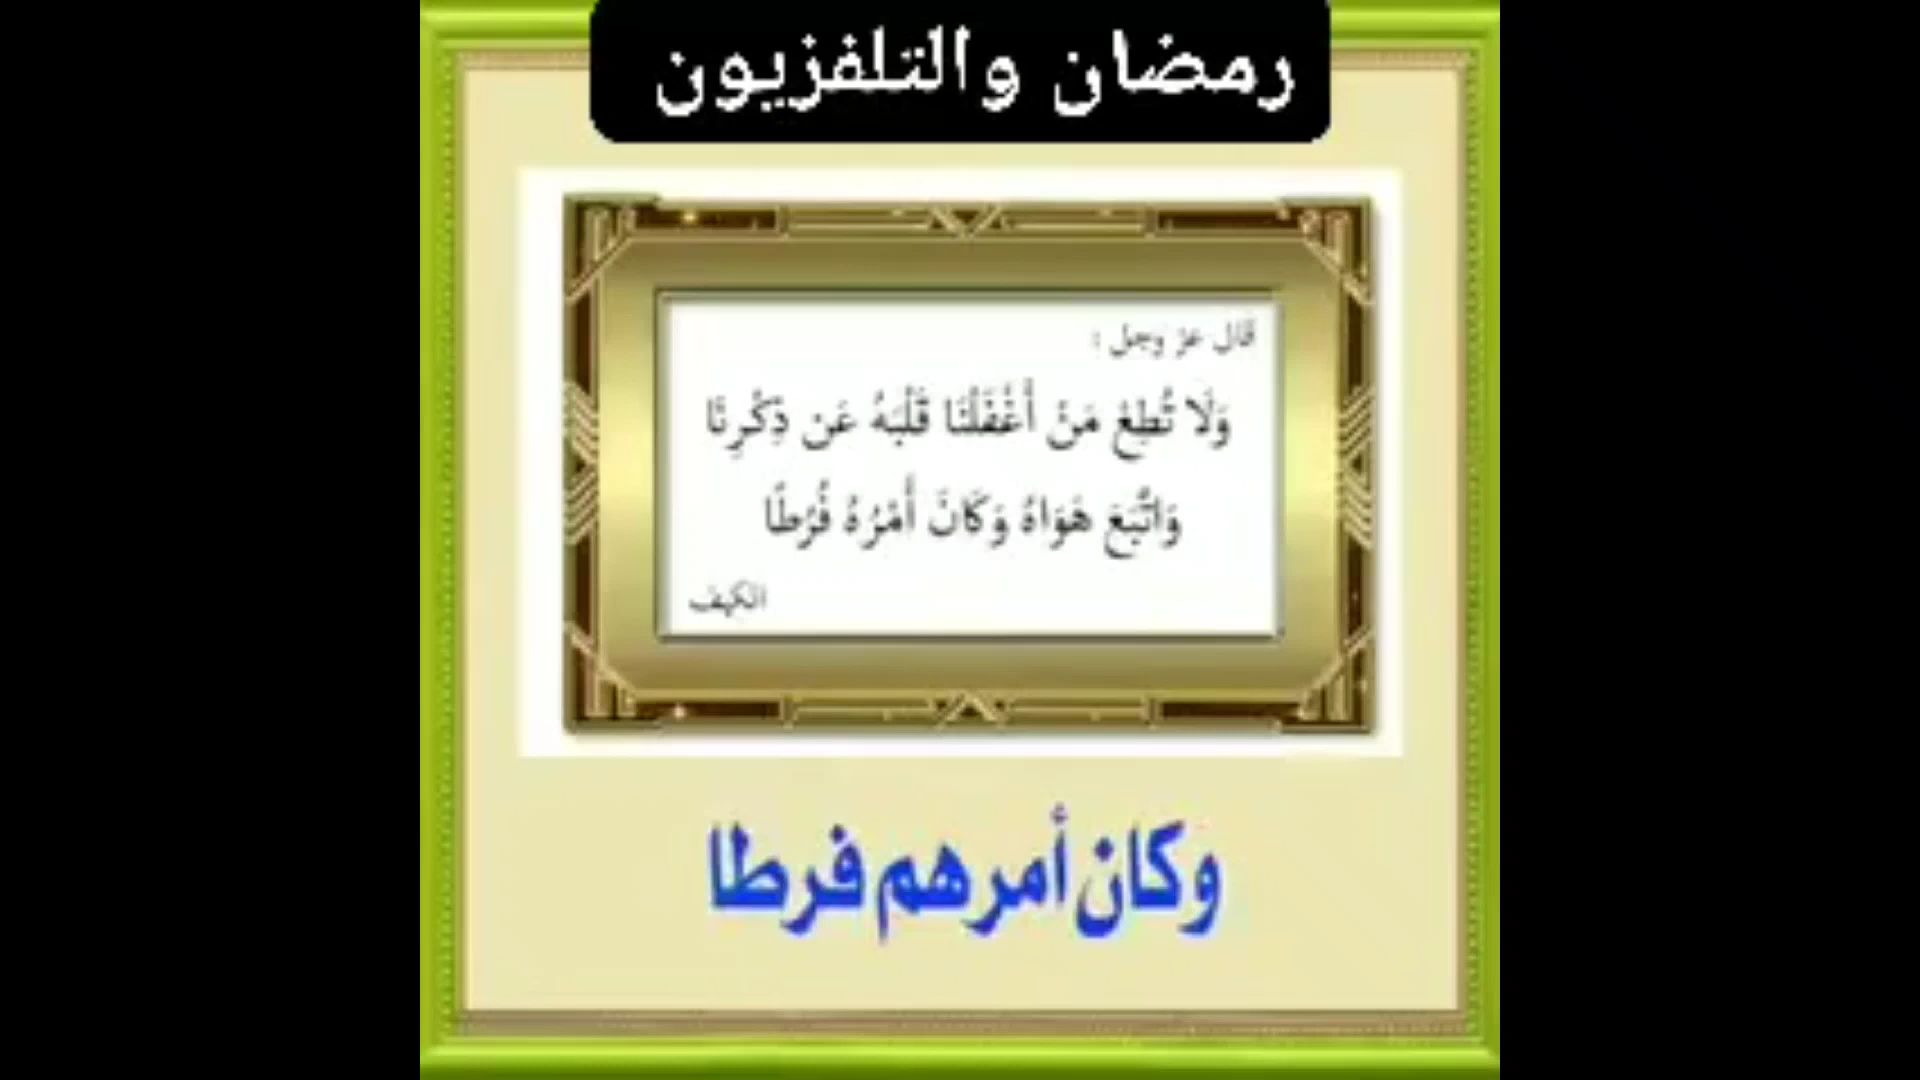 رمضان والتلفزيون
قال عز وجل :
وَلَا تُطِعْ مَنْ أَغْفَلْنَا قَلْبَهُ عَن ذِكْرِنَا
وَاتَّبَعَ هَوَاهُ وَكَانَ أَمْرُهُ فُرُطًا
الكهف
وكان أمرهم فرطا